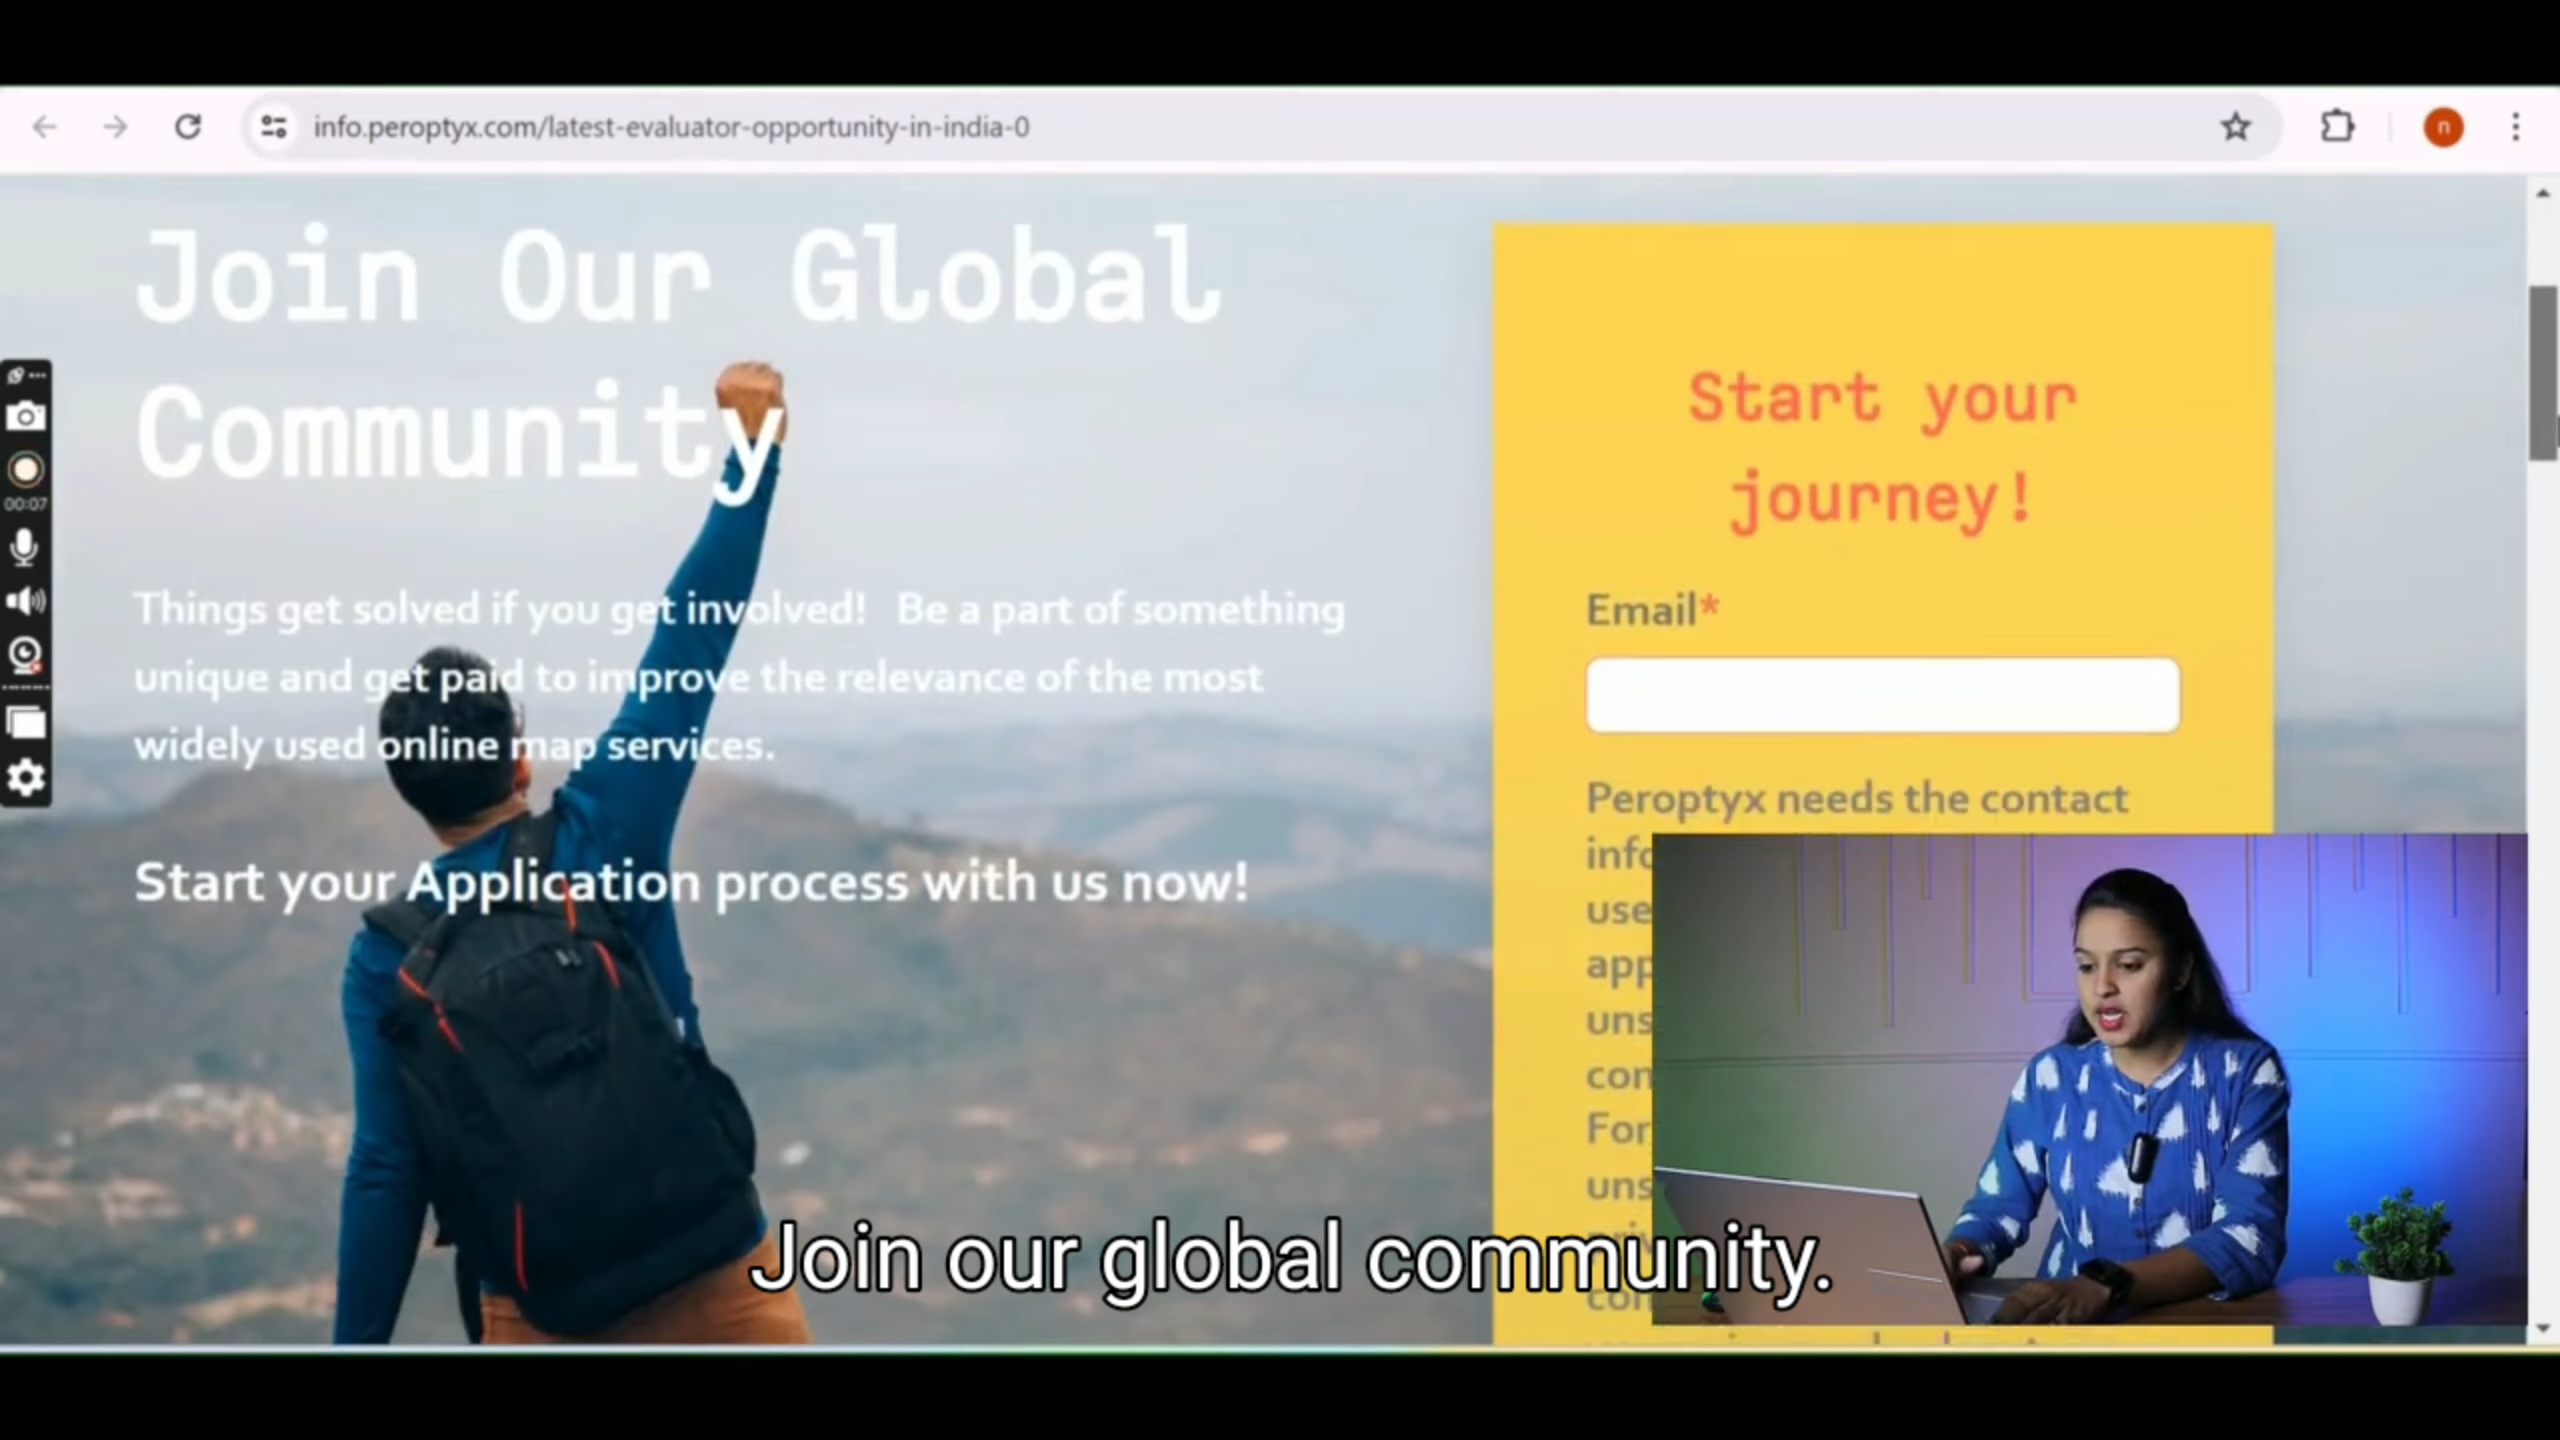 info.peroptyx.com/latest-evaluator-opportunity-in-india-0
n
Join Our Global
Community
Things get solved if you get involved! Be a part of something
unique and get paid to improve the relevance of the most
widely used online map services.
Start your Application process with us now!
00:07
Start your
journey!
Email*
Peroptyx needs the contact
Join our global community.